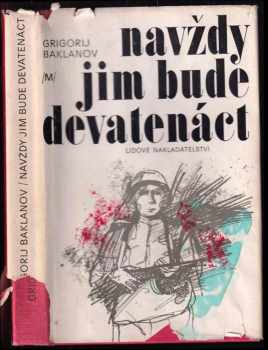 GRIGORIJ BAKLANOV / NAVŽDY JIM BUDE DEVATENÁCT
GRIGORIJ
BAKLANOV
/M/
navždy
jim bude
devatenáct
LIDOVÉ NAKLADATELSTVÍ